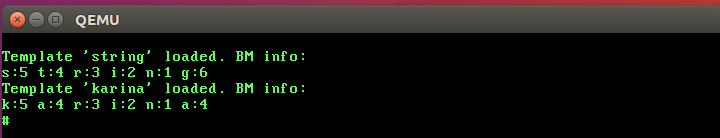 QEMU
Template 'string' loaded. BM info:
s:5 t:4 r:3 i:2 n:1 g:6
Template 'karina' loaded. BM info:
k:5 a:4 r:3 i:2 n:1 a:4
#